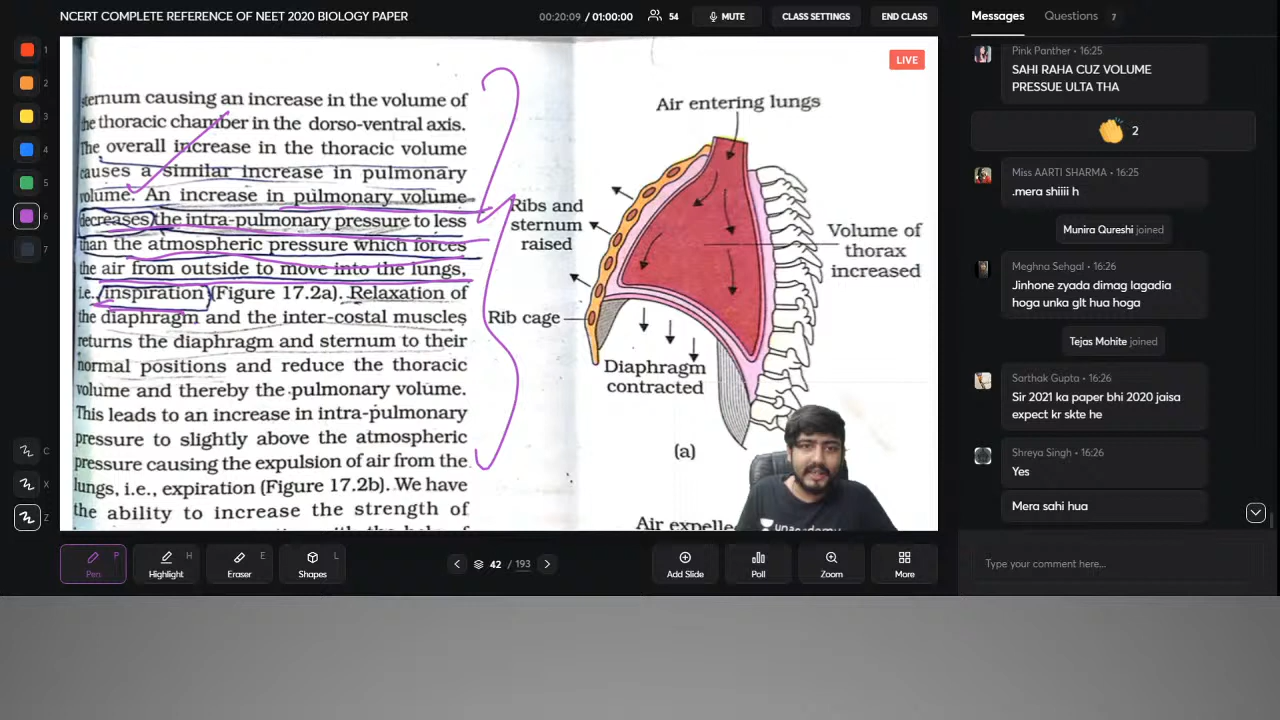 NCERT COMPLETE REFERENCE OF NEET 2020 BIOLOGY PAPER
00:20:09 / 01:00:00
54
MUTE
CLASS SETTINGS
END CLASS
1
2
3
4
5
6
7
C
X
Z
LIVE
sternum causing an increase in the volume of
the thoracic chamber in the dorso-ventral axis.
The overall increase in the thoracic volume
causes a similar increase in pulmonary
volume. An increase in pulmonary volume
decreases the intra-pulmonary pressure to less
than the atmospheric pressure which forces
the air from outside to move into the lungs,
i.e., inspiration (Figure 17.2a). Relaxation of
the diaphragm and the inter-costal muscles
returns the diaphragm and sternum to their
normal positions and reduce the thoracic
volume and thereby the pulmonary volume.
This leads to an increase in intra-pulmonary
pressure to slightly above the atmospheric
pressure causing the expulsion of air from the
lungs, i.e., expiration (Figure 17.2b). We have
the ability to increase the strength of
Air entering lungs
Ribs and
sternum
raised
Volume of
thorax
increased
Rib cage
Diaphragm
contracted
(a)
Air expelle
unacademy
Pen
P
Highlight
H
Eraser
E
Shapes
L
42 / 193
Add Slide
Poll
Zoom
More
Messages
Questions 7
Pink Panther • 16:25
SAHI RAHA CUZ VOLUME
PRESSUE ULTA THA
2
Miss AARTI SHARMA • 16:25
.mera shiii h
Munira Qureshi joined
Meghna Sehgal • 16:26
Jinhone zyada dimag lagadia
hoga unka glt hua hoga
Tejas Mohite joined
Sarthak Gupta • 16:26
Sir 2021 ka paper bhi 2020 jaisa
expect kr skte he
Shreya Singh • 16:26
Yes
Mera sahi hua
Type your comment here...